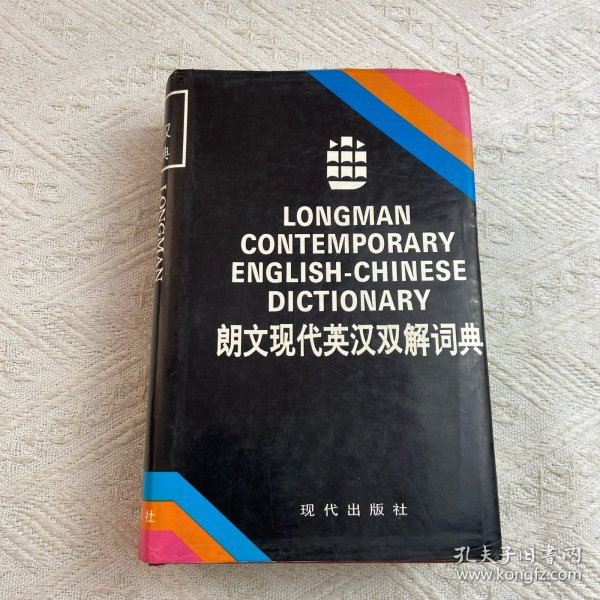 LONGMAN
CONTEMPORARY
ENGLISH-CHINESE
DICTIONARY
朗文现代英汉双解词典
现代出版社
LONGMAN
社
孔夫子旧书网
www.kongfz.com